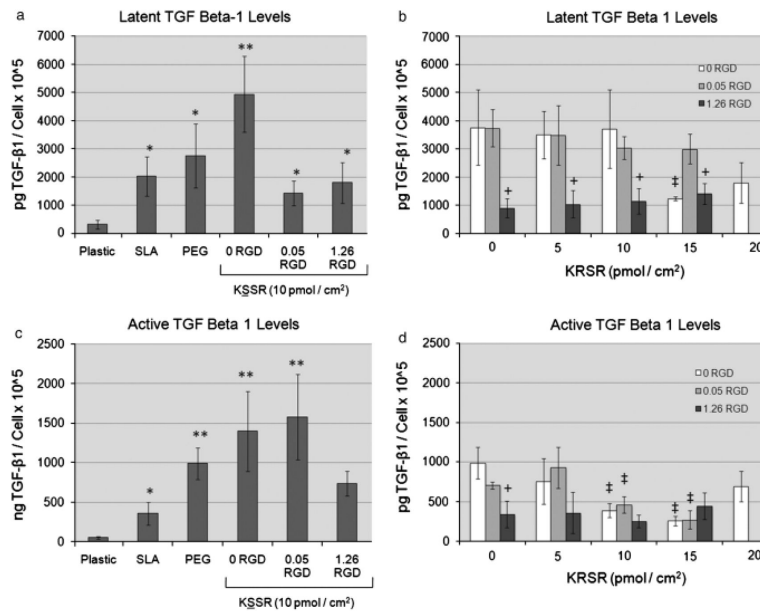 a
Latent TGF Beta-1 Levels
pg TGF-β1 / Cell x 10^5
7000
6000
5000
4000
3000
2000
1000
0
*
*
**
*
*
Plastic
SLA
PEG
0 RGD
0.05 RGD
1.26 RGD
KSSR (10 pmol / cm²)
b
Latent TGF Beta 1 Levels
pg TGF-β1 / Cell x 10^5
7000
6000
5000
4000
3000
2000
1000
0
0 RGD
0.05 RGD
1.26 RGD
+
+
+
‡
+
0
5
10
15
20
KRSR (pmol / cm²)
c
Active TGF Beta 1 Levels
ng TGF-β1 / Cell x 10^5
2500
2000
1500
1000
500
0
*
**
**
**
Plastic
SLA
PEG
0 RGD
0.05
RGD
1.26
RGD
KSSR (10 pmol / cm²)
d
Active TGF Beta 1 Levels
pg TGF-β1 / Cell x 10^5
2500
2000
1500
1000
500
0
0 RGD
0.05 RGD
1.26 RGD
+
‡
‡
‡
‡
0
5
10
15
20
KRSR (pmol / cm²)